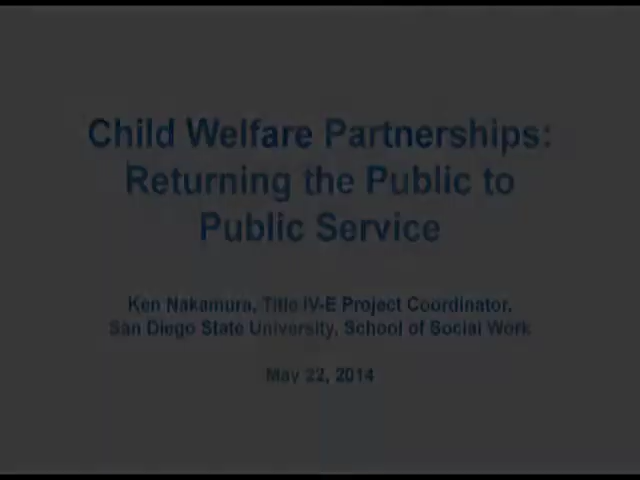 Child Welfare Partnerships:
Returning the Public to
Public Service
Ken Nakamura, Title IV-E Project Coordinator,
San Diego State University, School of Social Work
May 22, 2014